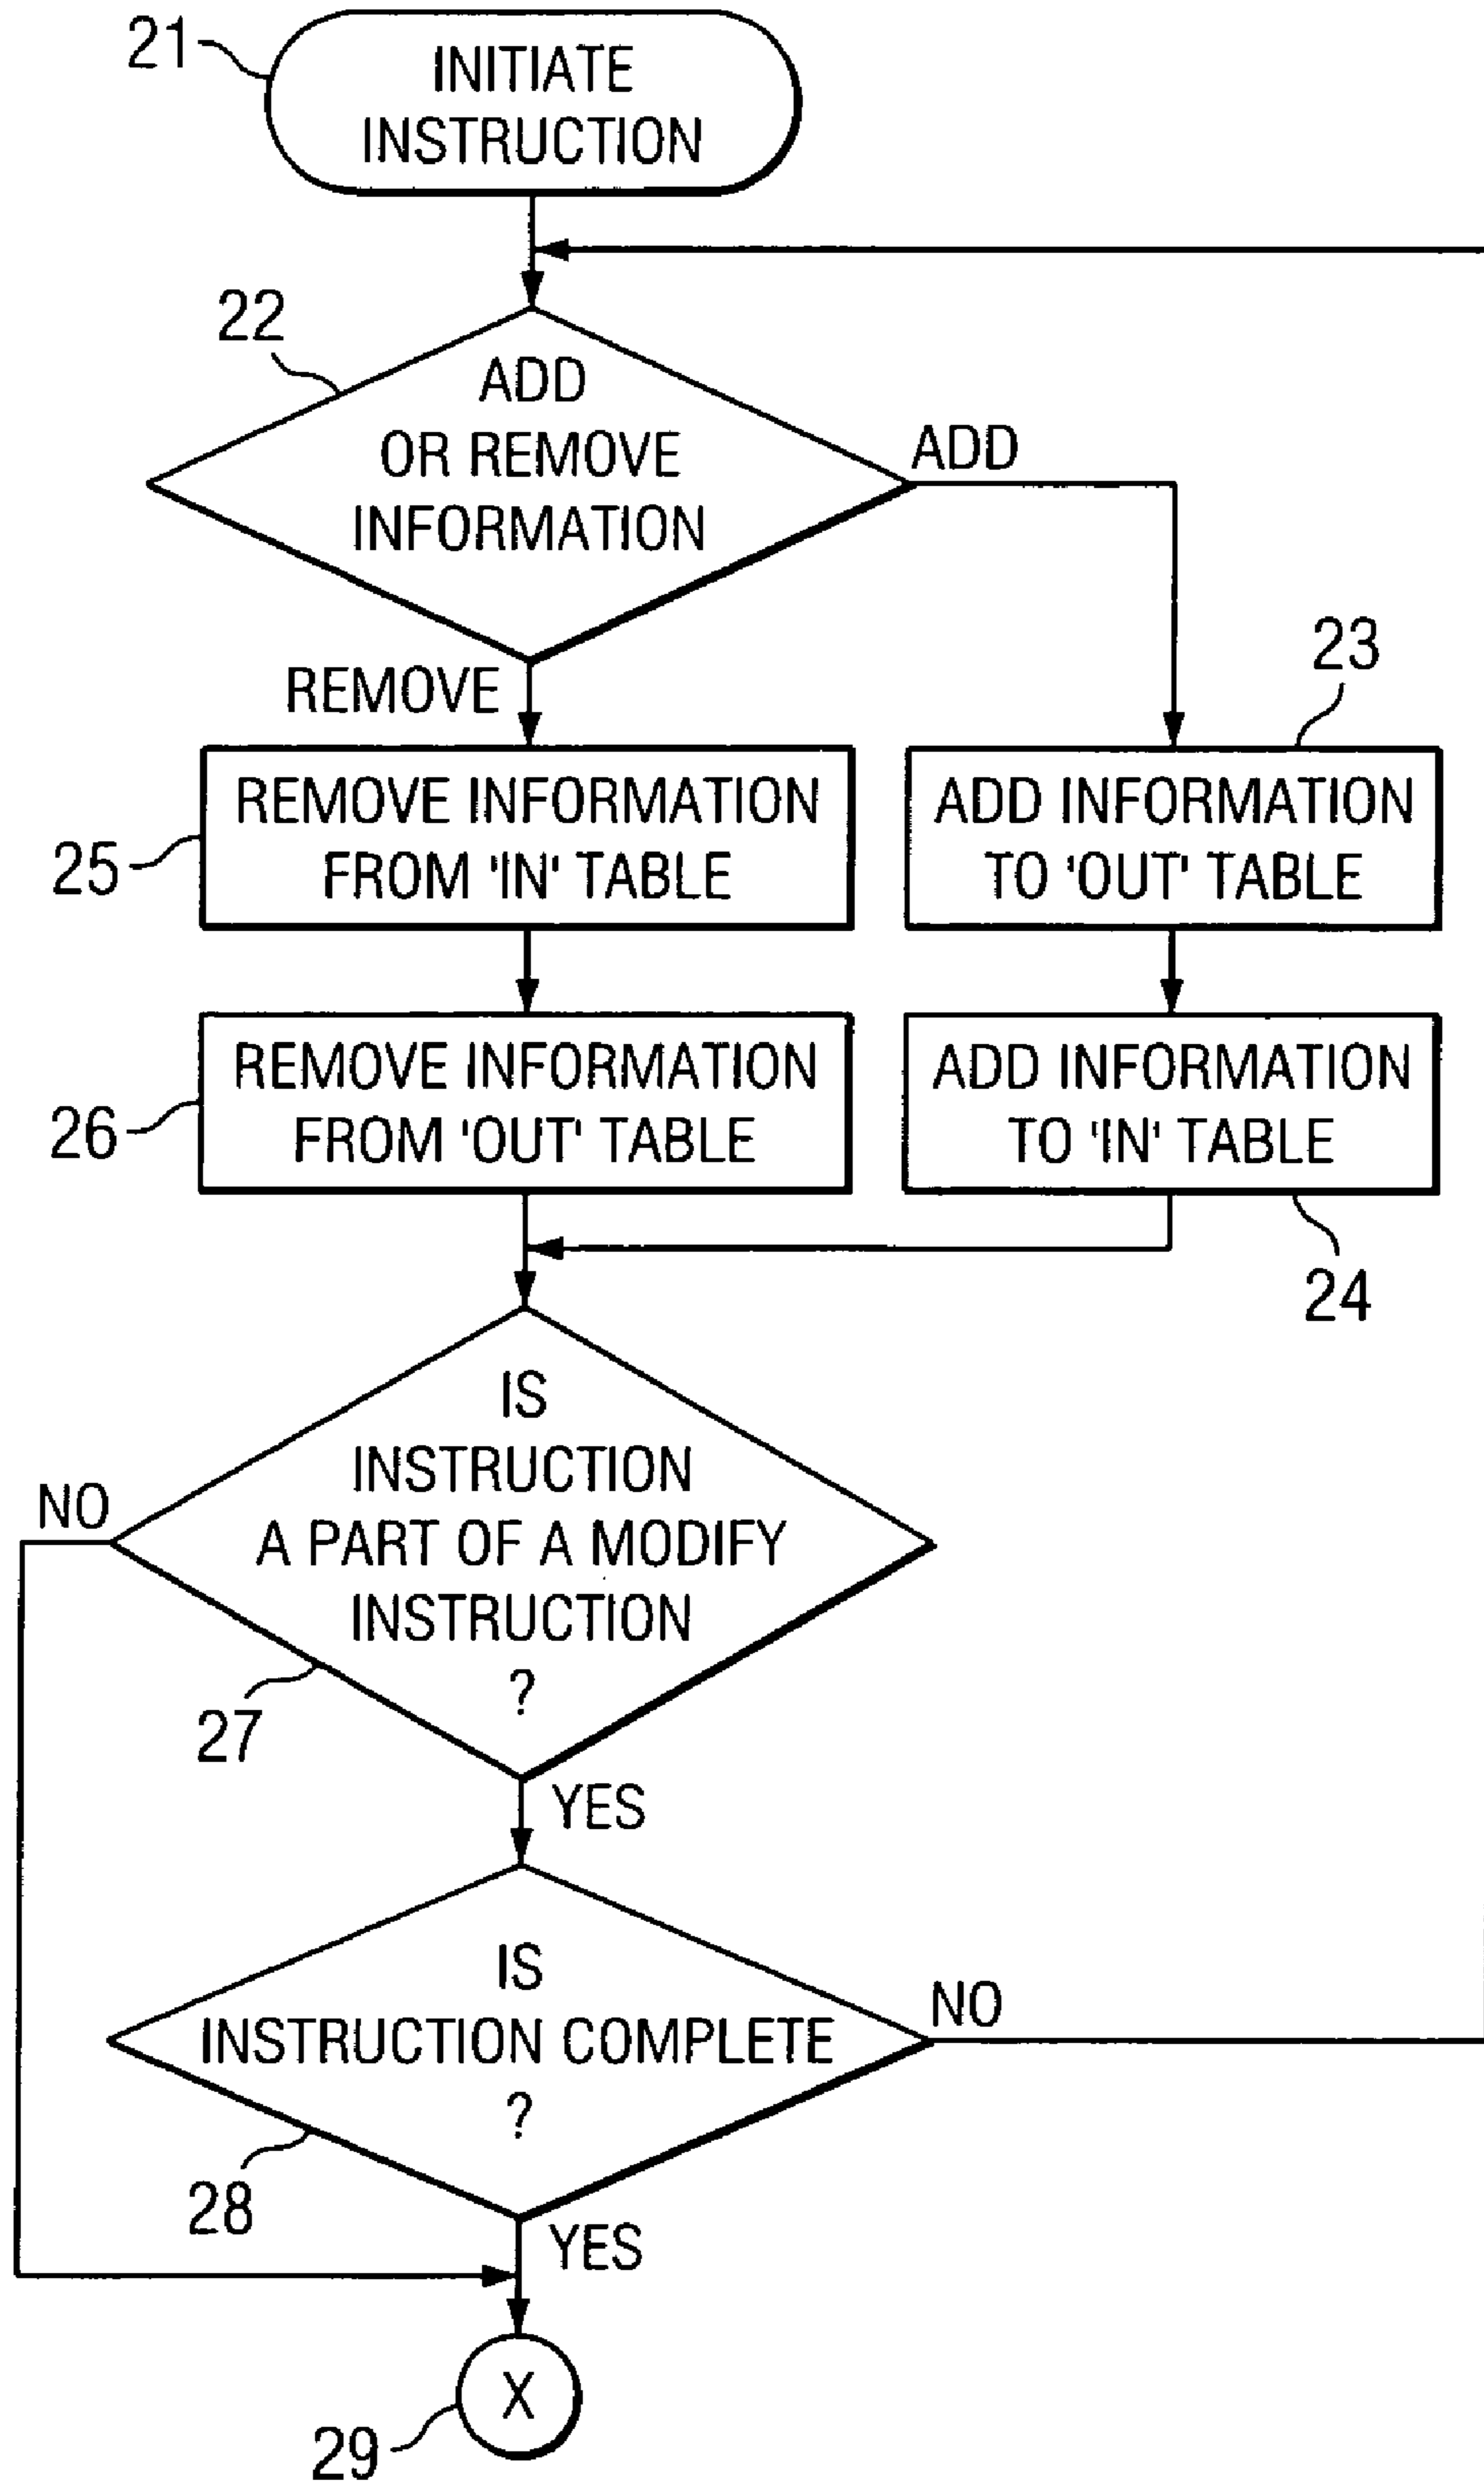 21
INITIATE
INSTRUCTION
22
ADD
OR REMOVE
INFORMATION
ADD
REMOVE
23
25
REMOVE INFORMATION
FROM 'IN' TABLE
ADD INFORMATION
TO 'OUT' TABLE
26
REMOVE INFORMATION
FROM 'OUT' TABLE
ADD INFORMATION
TO 'IN' TABLE
24
IS
INSTRUCTION
A PART OF A MODIFY
INSTRUCTION
?
NO
27
YES
IS
INSTRUCTION COMPLETE
?
NO
28
YES
X
29